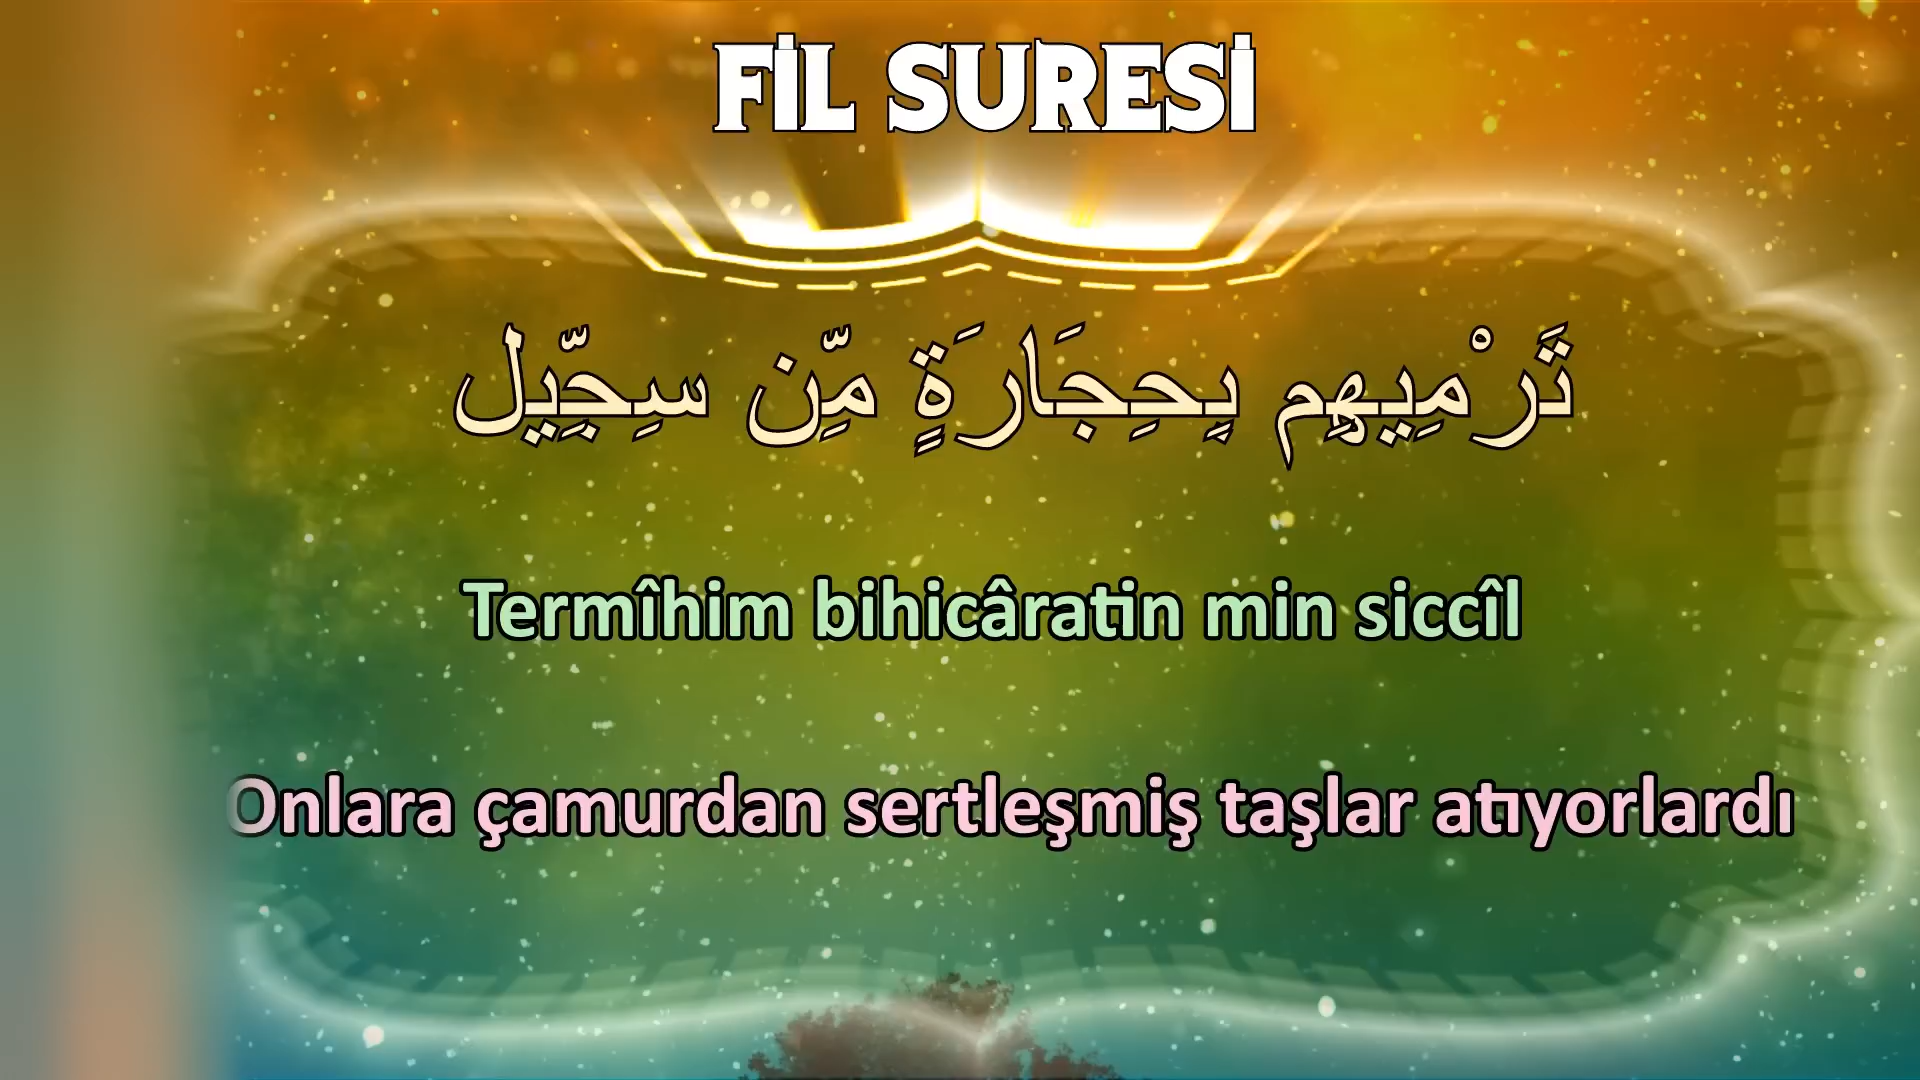 FİL SURESİ
تَرْمِيهِم بِحِجَارَةٍ مِّن سِجِّيلٍ
Termîhim bihicâratin min siccîl
Onlara çamurdan sertleşmiş taşlar atıyorlardı